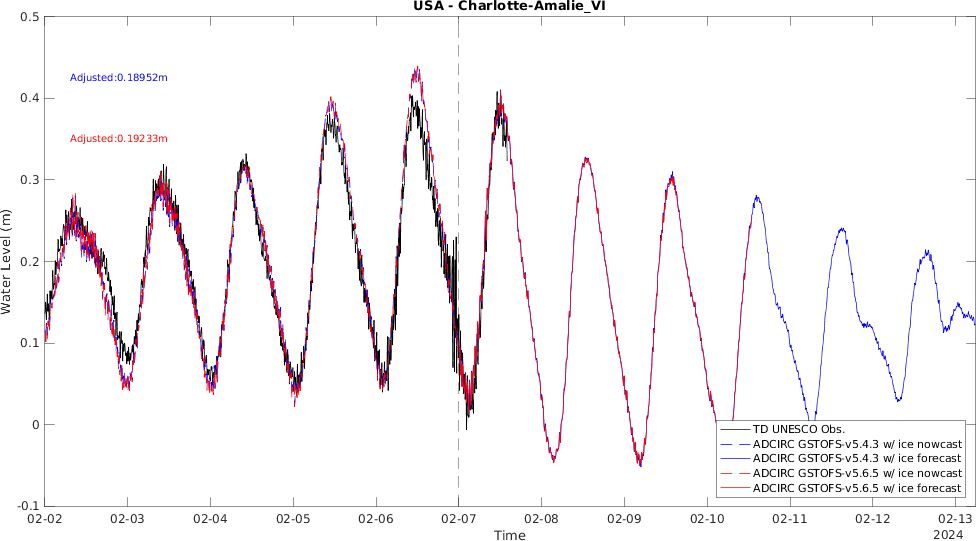 USA - Charlotte-Amalie_VI
0.5
0.4
0.3
0.2
0.1
0
-0.1
Water Level (m)
Adjusted:0.18952m
Adjusted:0.19233m
TD UNESCO Obs.
ADCIRC GSTOFS-v5.4.3 w/ ice nowcast
ADCIRC GSTOFS-v5.4.3 w/ ice forecast
ADCIRC GSTOFS-v5.6.5 w/ ice nowcast
ADCIRC GSTOFS-v5.6.5 w/ ice forecast
02-02 02-03 02-04 02-05 02-06 02-07 02-08 02-09 02-10 02-11 02-12 02-13
Time
2024